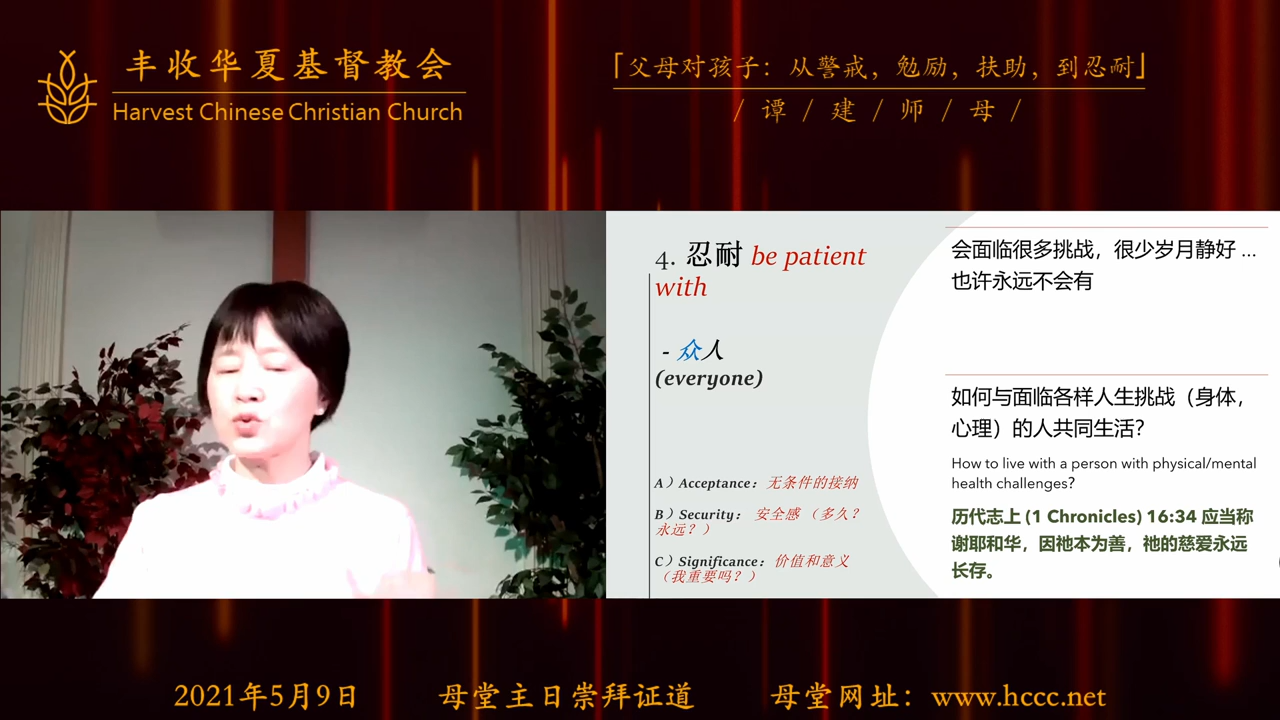 丰收华夏基督教会
Harvest Chinese Christian Church
「父母对孩子：从警戒，勉励，扶助，到忍耐」
/ 谭 / 建 / 师 / 母 /
4. 忍耐 be patient
with
- 众人
(everyone)
A）Acceptance：无条件的接纳
B）Security： 安全感 （多久？
永远？）
C）Significance：价值和意义
（我重要吗？）
会面临很多挑战，很少岁月静好 ...
也许永远不会有
如何与面临各样人生挑战（身体，
心理）的人共同生活？
How to live with a person with physical/mental
health challenges?
历代志上 (1 Chronicles) 16:34 应当称
谢耶和华，因祂本为善，祂的慈爱永远
长存。
2021年5月9日 母堂主日崇拜证道 母堂网址：www.hccc.net